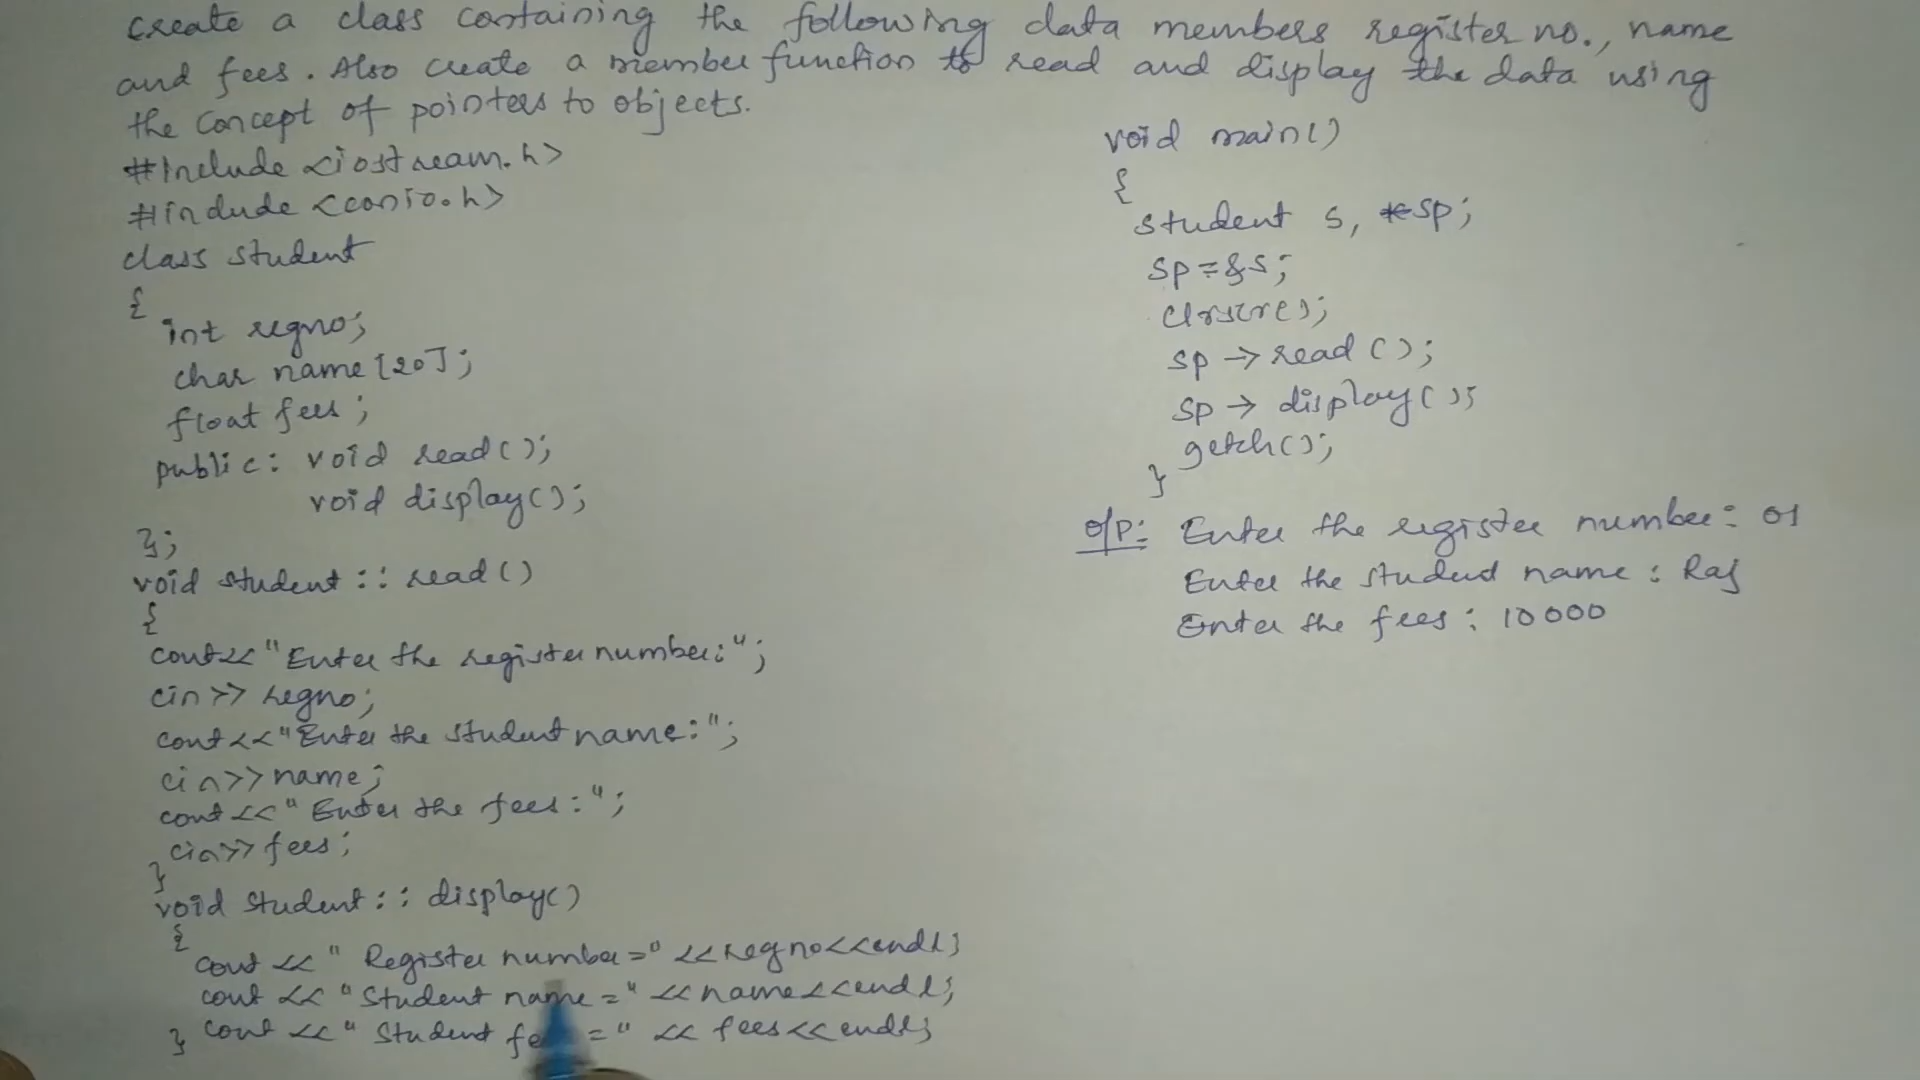 create a class containing the following data members register no., name
and fees. Also create a member function to read and display the data using
the concept of pointers to objects.
#Include <iostream.h>
#include <conio.h>
class student
{
int regno;
char name[20];
float fees;
public: void read();
void display();
};
void student::read()
{
cout<<"Enter the register number:";
cin>>regno;
cout<<"Enter the student name:";
cin>>name;
cout<<"Enter the fees:";
cin>>fees;
}
void student::display()
{
cout<<"Register number="<<regno<<endl;
cout<<"Student name="<<name<<endl;
} cout<<"Student ="<<fees<<endl;
void main()
{
student s, *sp;
sp=&s;
clrscr();
sp->read();
sp->display();
getch();
}
o/p: Enter the register number: 01
Enter the student name: Raj
Enter the fees: 10000